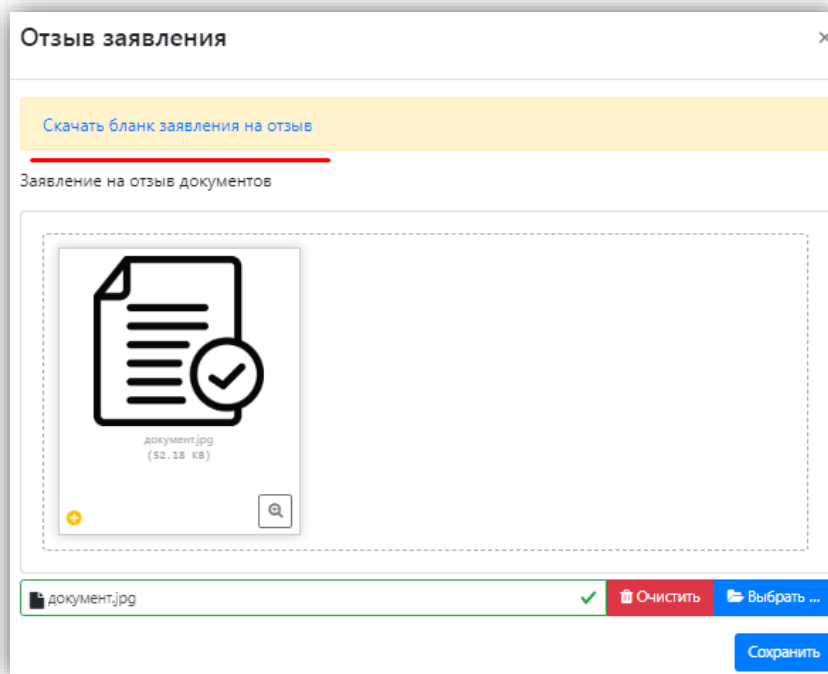 Отзыв заявления
×
Скачать бланк заявления на отзыв
Заявление на отзыв документов
документ.jpg
(52.18 KB)
документ.jpg
Очистить
Выбрать ...
Сохранить